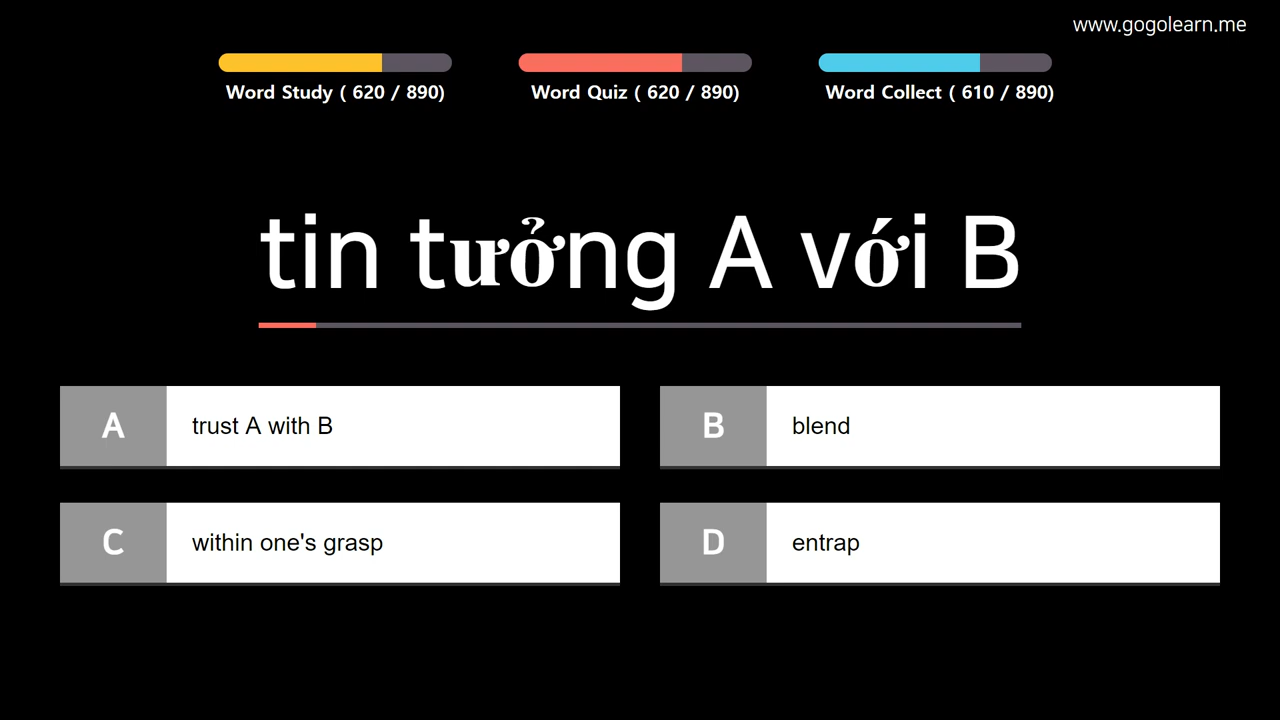 www.gogolearn.me
Word Study ( 620 / 890)
Word Quiz ( 620 / 890)
Word Collect ( 610 / 890)
tin tưởng A với B
A
trust A with B
B
blend
C
within one's grasp
D
entrap